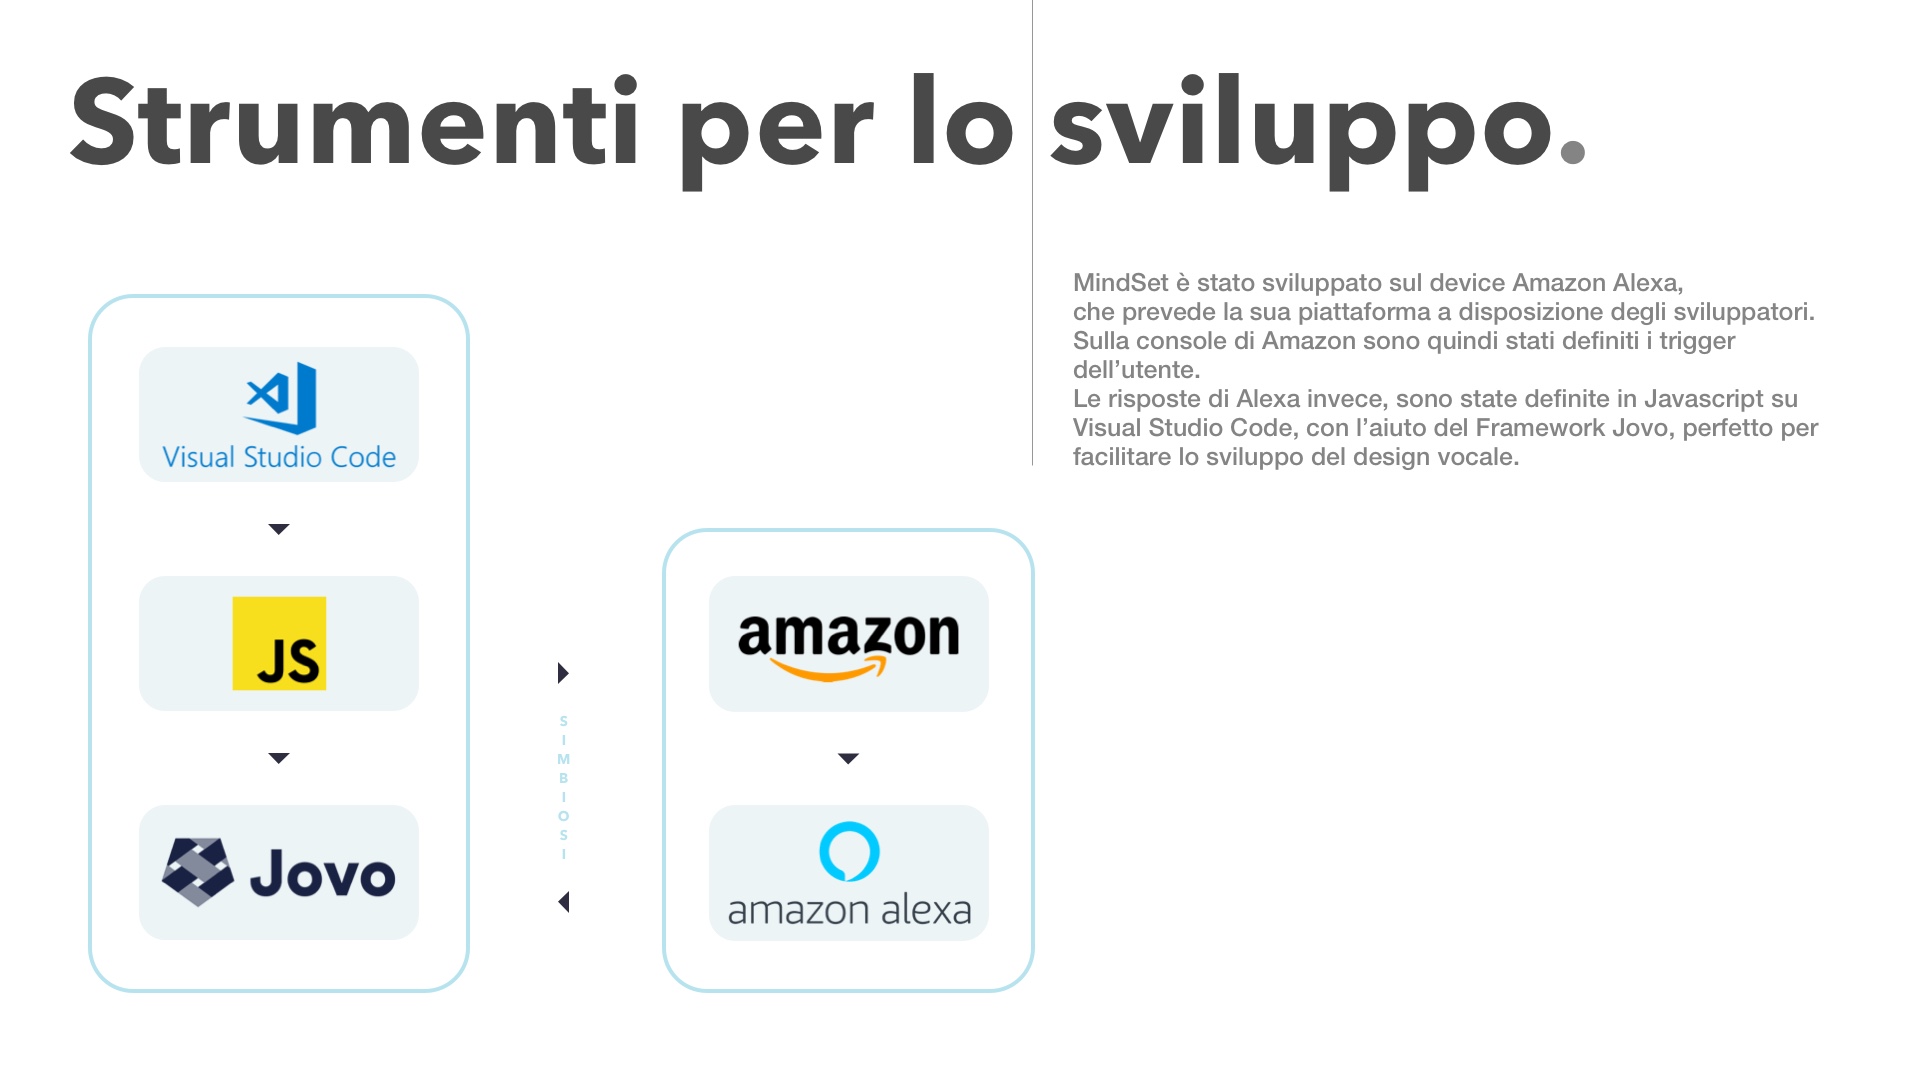 Strumenti per lo sviluppo.
MindSet è stato sviluppato sul device Amazon Alexa,
che prevede la sua piattaforma a disposizione degli sviluppatori.
Sulla console di Amazon sono quindi stati definiti i trigger
dell’utente.
Le risposte di Alexa invece, sono state definite in Javascript su
Visual Studio Code, con l’aiuto del Framework Jovo, perfetto per
facilitare lo sviluppo del design vocale.
Visual Studio Code
JS
Jovo
SIMBIOSI
amazon
amazon alexa